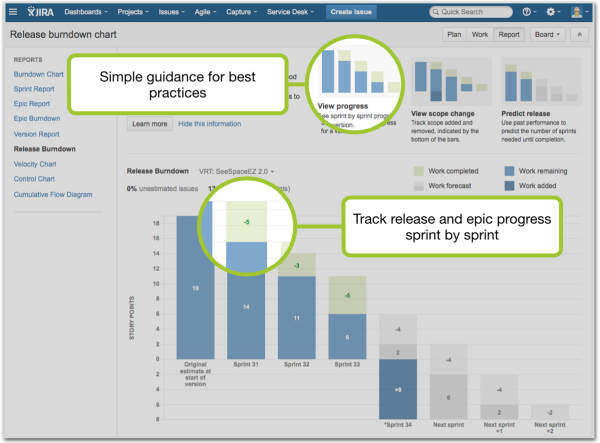 JIRA Dashboards Projects Issues Agile Capture Service Desk Create Issue Quick Search
Release burndown chart
Plan Work Report Board
REPORTS
Burndown Chart
Sprint Report
Epic Report
Epic Burndown
Version Report
Release Burndown
Velocity Chart
Control Chart
Cumulative Flow Diagram
Simple guidance for best
practices
Learn more Hide this information
View progress
See sprint by sprint
View scope change
Track scope added and
removed, indicated by the
bottom of the bars.
Predict release
Use past performance to
predict the number of sprints
needed until completion.
Release Burndown VRT: SeeSpaceEZ 2.0
0% unestimated issues
Work completed
Work remaining
Work forecast
Work added
Track release and epic progress
sprint by sprint
STORY POINTS
18
16
14
12
10
8
6
4
2
0
2
4
6
8
19
-5
14
-3
11
-5
6
-4
2
+8
-4
6
-4
2
-2
Original
estimate at
start of
version
Sprint 31
Sprint 32
Sprint 33
*Sprint 34
Next sprint
Next sprint
+1
Next sprint
+2